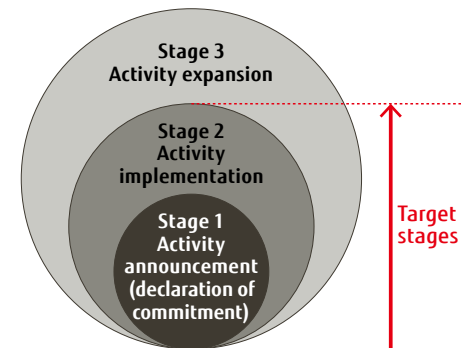 Stage 3
Activity expansion
Stage 2
Activity
implementation
Stage 1
Activity
announcement
(declaration of
commitment)
Target
stages